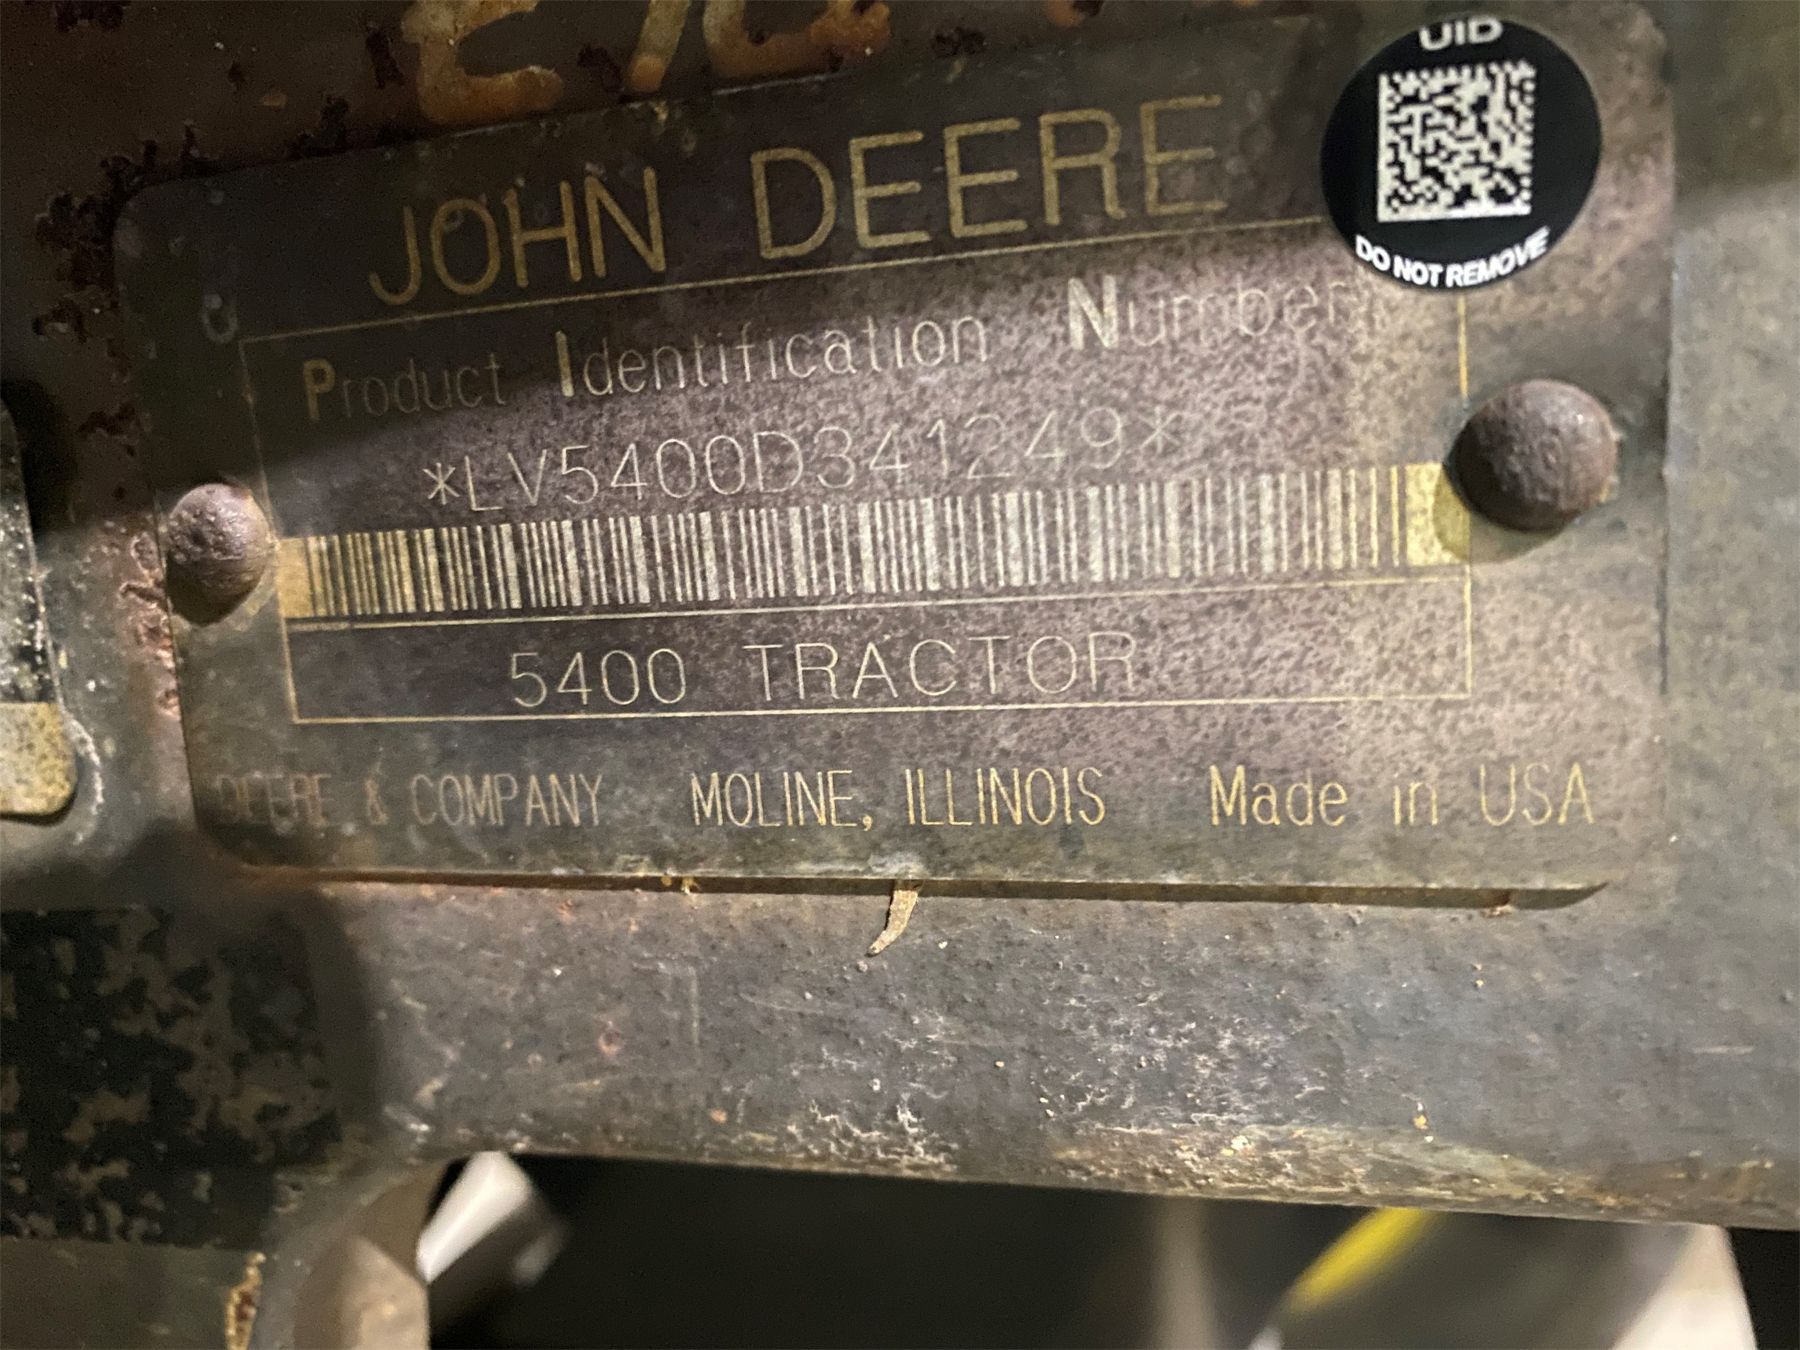 UID
DO NOT REMOVE
JOHN DEERE
Product Identification Number
*LV5400D341249*
5400 TRACTOR
DEERE & COMPANY MOLINE, ILLINOIS Made in USA